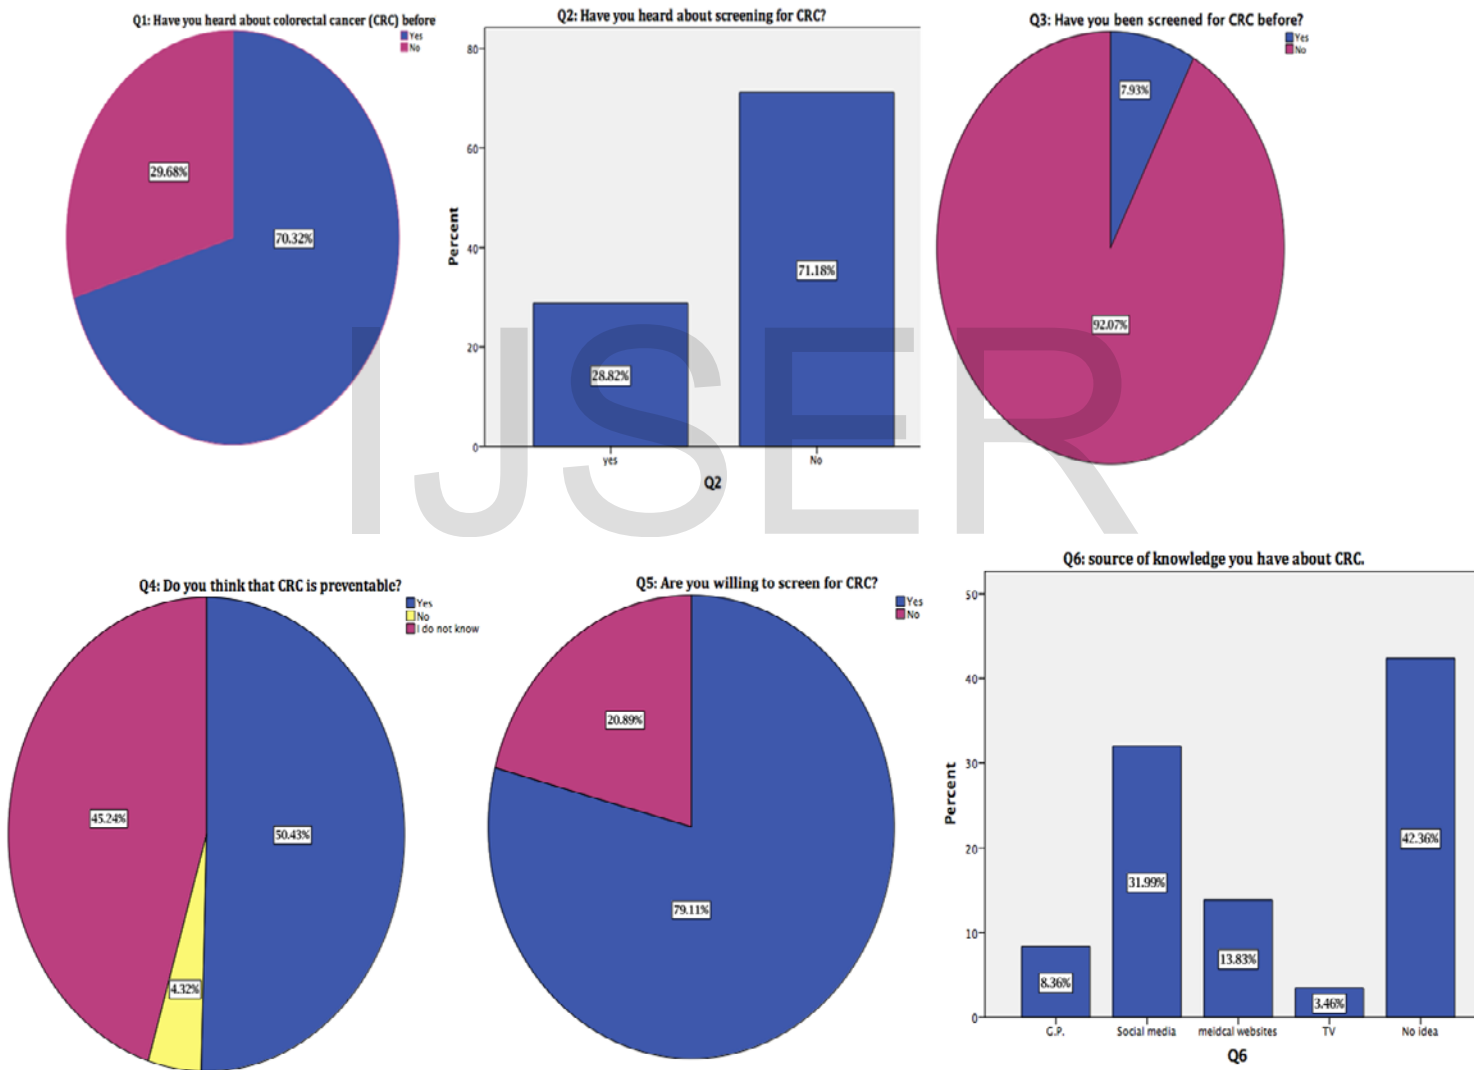 Q1: Have you heard about colorectal cancer (CRC) before
Yes
No
29.68%
70.32%
Q2: Have you heard about screening for CRC?
80
60
40
20
0
Percent
28.82%
71.18%
yes
No
Q2
Q3: Have you been screened for CRC before?
Yes
No
7.93%
92.07%
IJSER
Q4: Do you think that CRC is preventable?
Yes
No
I do not know
45.24%
50.43%
4.32%
Q5: Are you willing to screen for CRC?
Yes
No
20.89%
79.11%
Q6: source of knowledge you have about CRC.
50
40
30
20
10
0
Percent
8.36%
31.99%
13.83%
3.46%
42.36%
G.P.
Social media
meidcal websites
TV
No idea
Q6